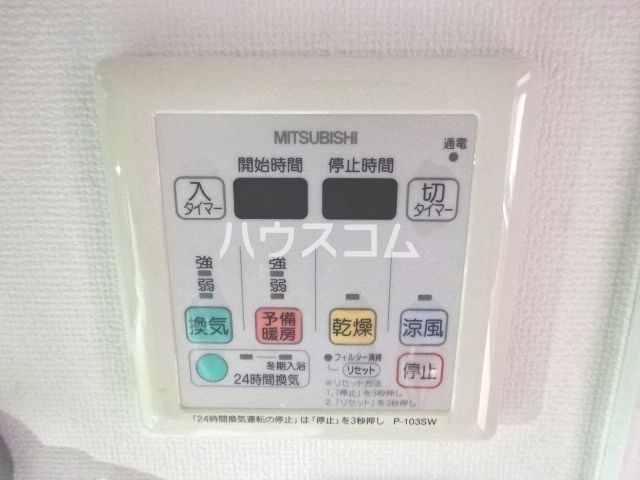 MITSUBISHI
通電
開始時間 停止時間
入
タイマー
切
タイマー
ハウスコム
強
弱
強
弱
換気
予備
暖房
乾燥
涼風
冬期入浴
24時間換気
フィルター清掃
リセット
停止
※リセット方法
1.「停止」を3秒押し
2.「リセット」を3秒押し
「24時間換気運転の停止」は「停止」を3秒押し P-103SW